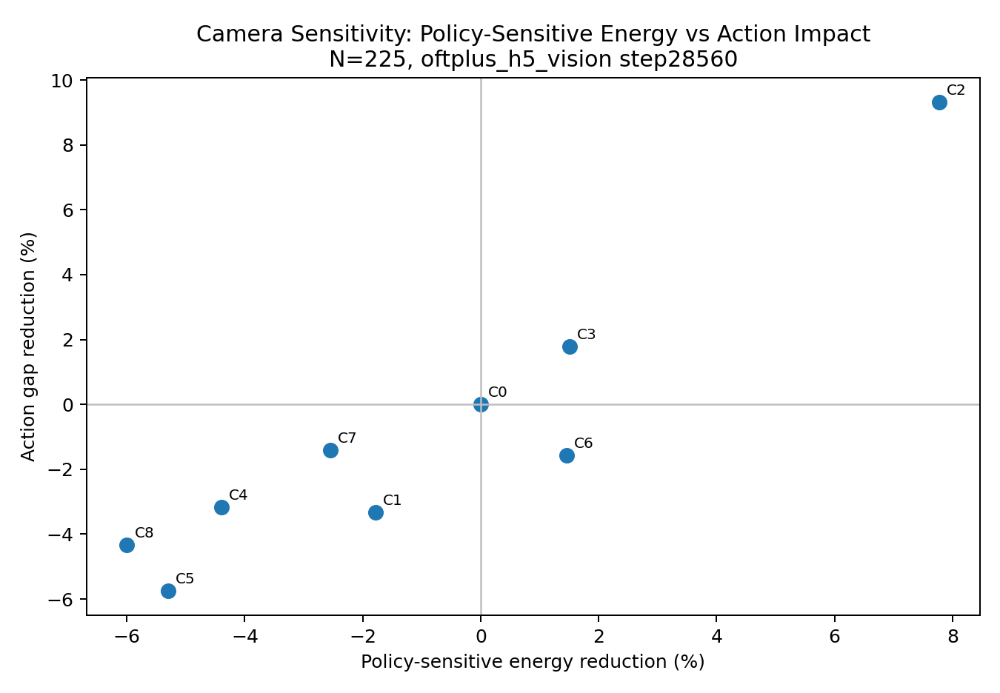 Camera Sensitivity: Policy-Sensitive Energy vs Action Impact
N=225, oftplus_h5_vision step28560
Action gap reduction (%)
10
8
6
4
2
0
−2
−4
−6
C2
C3
C0
C7
C6
C4
C1
C8
C5
−6
−4
−2
0
2
4
6
8
Policy-sensitive energy reduction (%)